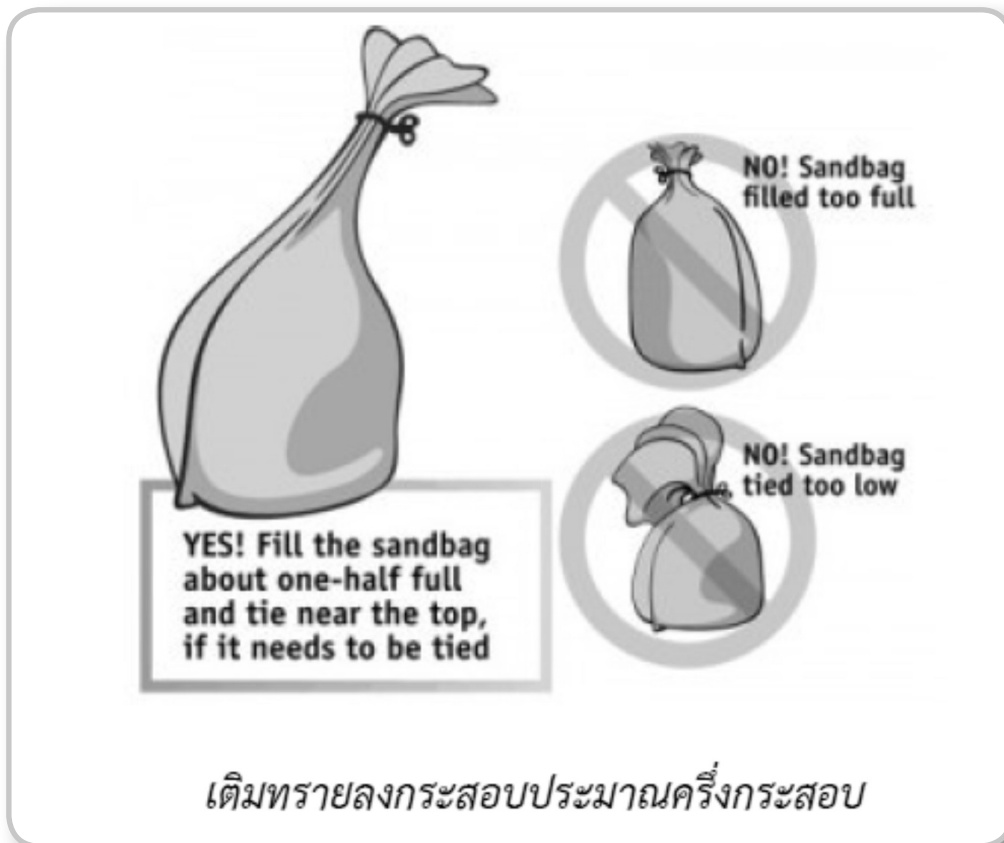 NO! Sandbag
filled too full
NO! Sandbag
tied too low
YES! Fill the sandbag
about one-half full
and tie near the top,
if it needs to be tied
เติมทรายลงกระสอบประมาณครึ่งกระสอบ